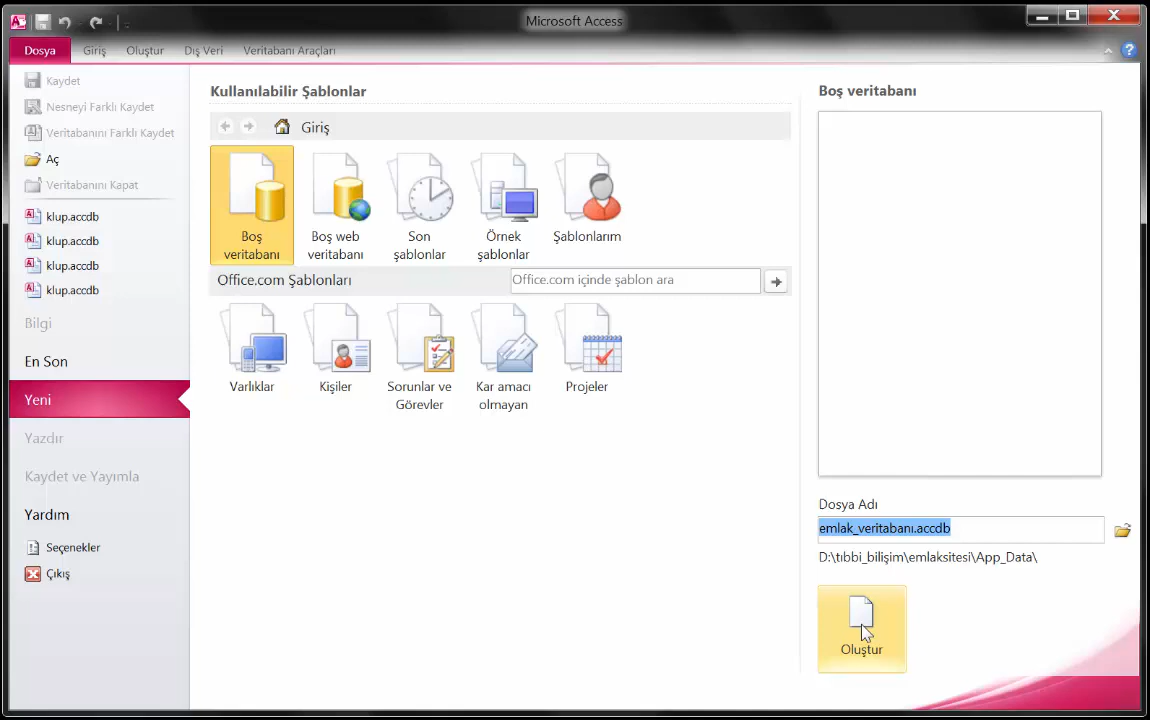 Microsoft Access
Dosya Giriş Oluştur Dış Veri Veritabanı Araçları
Kaydet
Nesneyi Farklı Kaydet
Veritabanını Farklı Kaydet
Aç
Veritabanını Kapat
klup.accdb
klup.accdb
klup.accdb
klup.accdb
Bilgi
En Son
Yeni
Yazdır
Kaydet ve Yayımla
Yardım
Seçenekler
Çıkış
Kullanılabilir Şablonlar
Giriş
Boş veritabanı
Boş web veritabanı
Son şablonlar
Örnek şablonlar
Şablonlarım
Office.com Şablonları
Office.com içinde şablon ara
Varlıklar
Kişiler
Sorunlar ve Görevler
Kar amacı olmayan
Projeler
Boş veritabanı
Dosya Adı
emlak_veritabanı.accdb
D:\tıbbi_bilişim\emlaksitesi\App_Data\
Oluştur